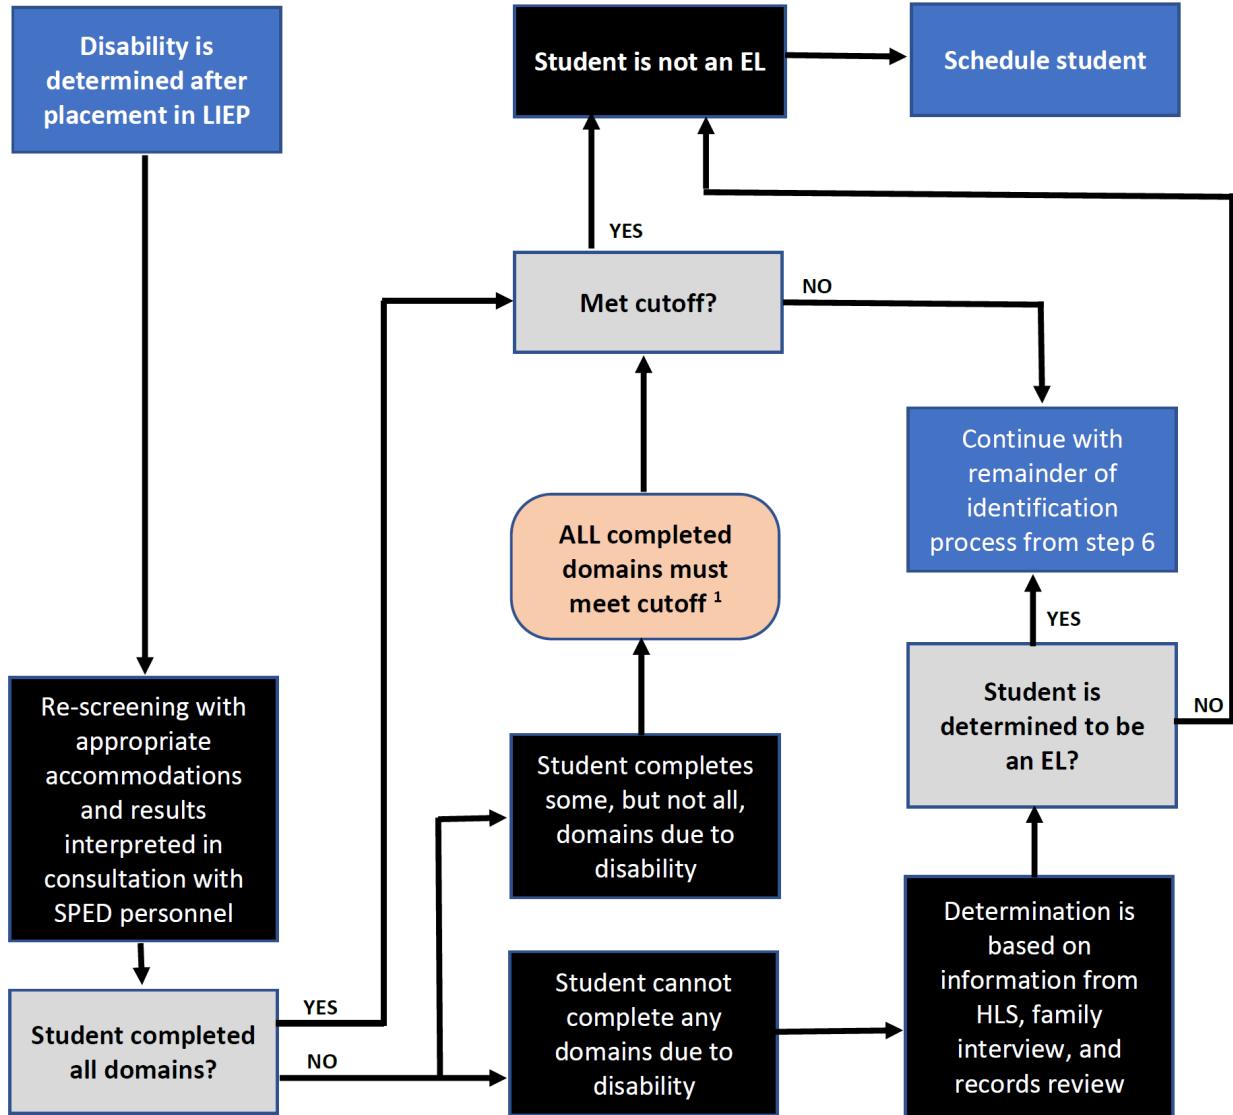 Disability is
determined after
placement in LIEP
Student is not an EL
Schedule student
YES
Met cutoff?
NO
Continue with
remainder of
identification
process from step 6
ALL completed
domains must
meet cutoff 1
YES
Student is
determined to be
an EL?
NO
Re-screening with
appropriate
accommodations
and results
interpreted in
consultation with
SPED personnel
Student completes
some, but not all,
domains due to
disability
Determination is
based on
information from
HLS, family
interview, and
records review
Student cannot
complete any
domains due to
disability
Student completed
all domains?
YES
NO